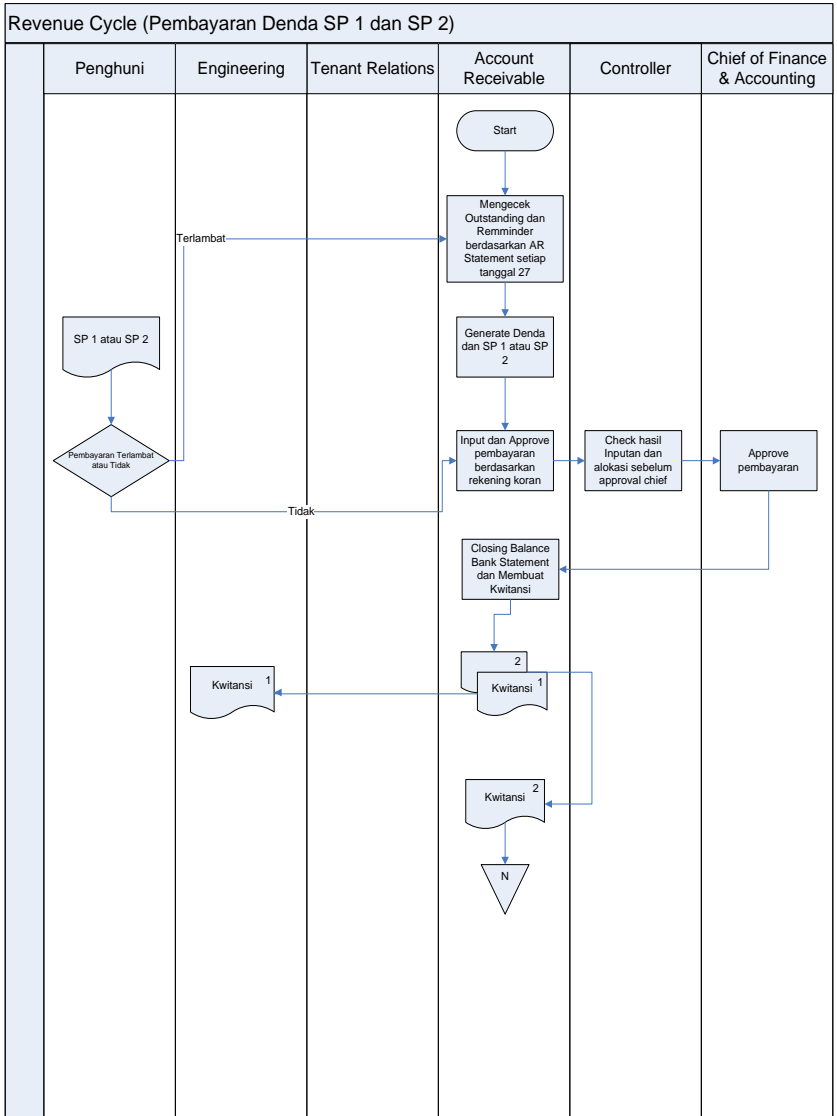 Revenue Cycle (Pembayaran Denda SP 1 dan SP 2)
Penghuni
Engineering
Tenant Relations
Account
Receivable
Controller
Chief of Finance
& Accounting
Start
Mengecek
Outstanding dan
Remminder
berdasarkan AR
Statement setiap
tanggal 27
Terlambat
SP 1 atau SP 2
Generate Denda
dan SP 1 atau SP
2
Pembayaran Terlambat
atau Tidak
Input dan Approve
pembayaran
berdasarkan
rekening koran
Check hasil
Inputan dan
alokasi sebelum
approval chief
Approve
pembayaran
Tidak
Closing Balance
Bank Statement
dan Membuat
Kwitansi
2
Kwitansi 1
Kwitansi 1
Kwitansi 2
N